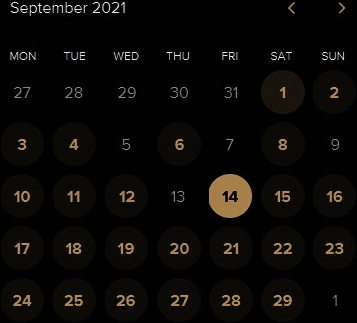 September 2021 < >
MON TUE WED THU FRI SAT SUN
27 28 29 30 31 1 2
3 4 5 6 7 8 9
10 11 12 13 14 15 16
17 18 19 20 21 22 23
24 25 26 27 28 29 1